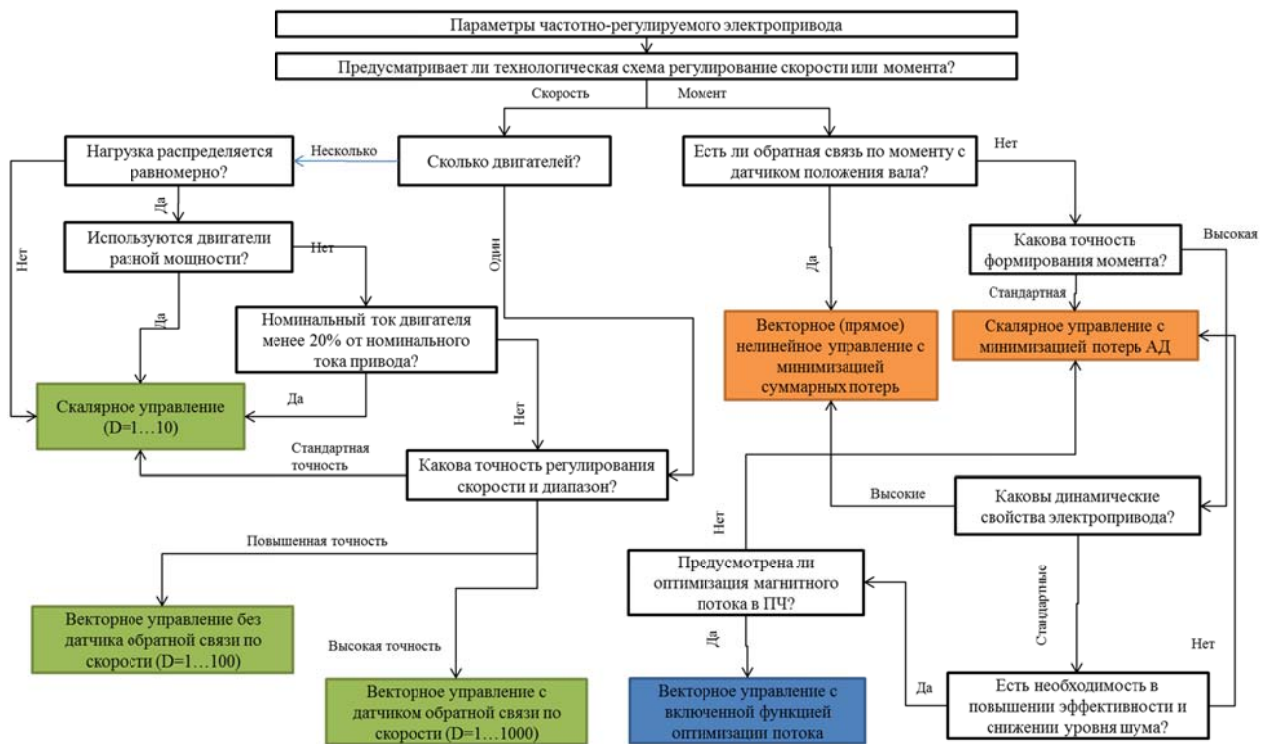 Параметры частотно-регулируемого электропривода
Предусматривает ли технологическая схема регулирование скорости или момента?
Скорость
Момент
Нагрузка распределяется
равномерно?
Несколько
Сколько двигателей?
Есть ли обратная связь по моменту с
датчиком положения вала?
Нет
Да
Используются двигатели
разной мощности?
Нет
Нет
Один
Да
Какова точность
формирования момента?
Высокая
Стандартная
Да
Номинальный ток двигателя
менее 20% от номинального
тока привода?
Векторное (прямое)
нелинейное управление с
минимизацией
суммарных потерь
Скалярное управление с
минимизацией потерь АД
Скалярное управление
(D=1…10)
Да
Нет
Стандартная
точность
Какова точность регулирования
скорости и диапазон?
Высокие
Каковы динамические
свойства электропривода?
Нет
Повышенная точность
Предусмотрена ли
оптимизация магнитного
потока в ПЧ?
Стандартные
Векторное управление без
датчика обратной связи по
скорости (D=1…100)
Высокая точность
Да
Нет
Векторное управление с
датчиком обратной связи по
скорости (D=1…1000)
Векторное управление с
включенной функцией
оптимизации потока
Да
Есть необходимость в
повышении эффективности и
снижении уровня шума?